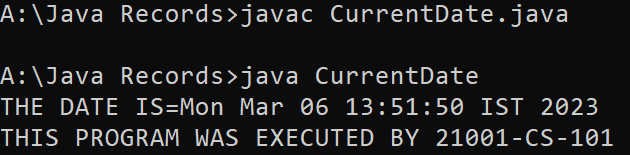 A:\Java Records>javac CurrentDate.java
A:\Java Records>java CurrentDate
THE DATE IS=Mon Mar 06 13:51:50 IST 2023
THIS PROGRAM WAS EXECUTED BY 21001-CS-101